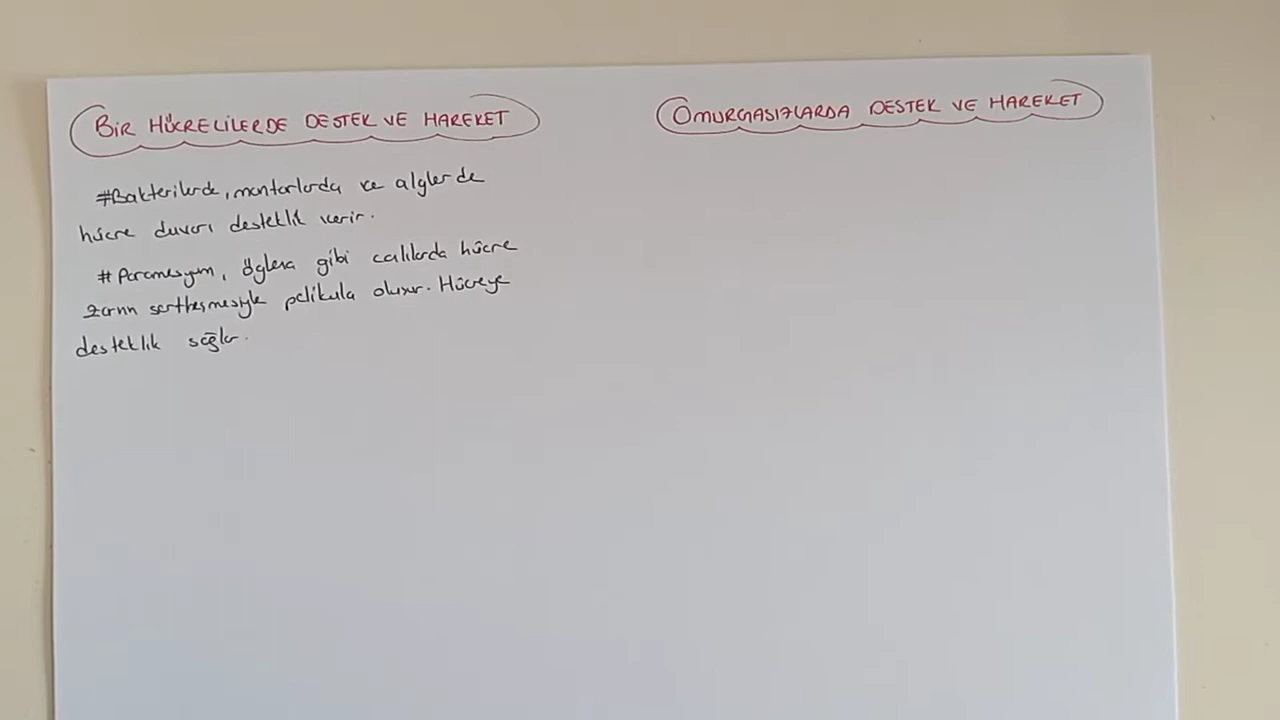 BİR HÜCRELİLERDE DESTEK VE HAREKET
#Bakterilerde, mantarlarda ve alglerde
hücre duvarı desteklik verir.
#Paramesyum, öglena gibi canlılarda hücre
zarının sertleşmesiyle pelikula oluşur. Hücreye
desteklik sağlar.
OMURGASIZLARDA DESTEK VE HAREKET